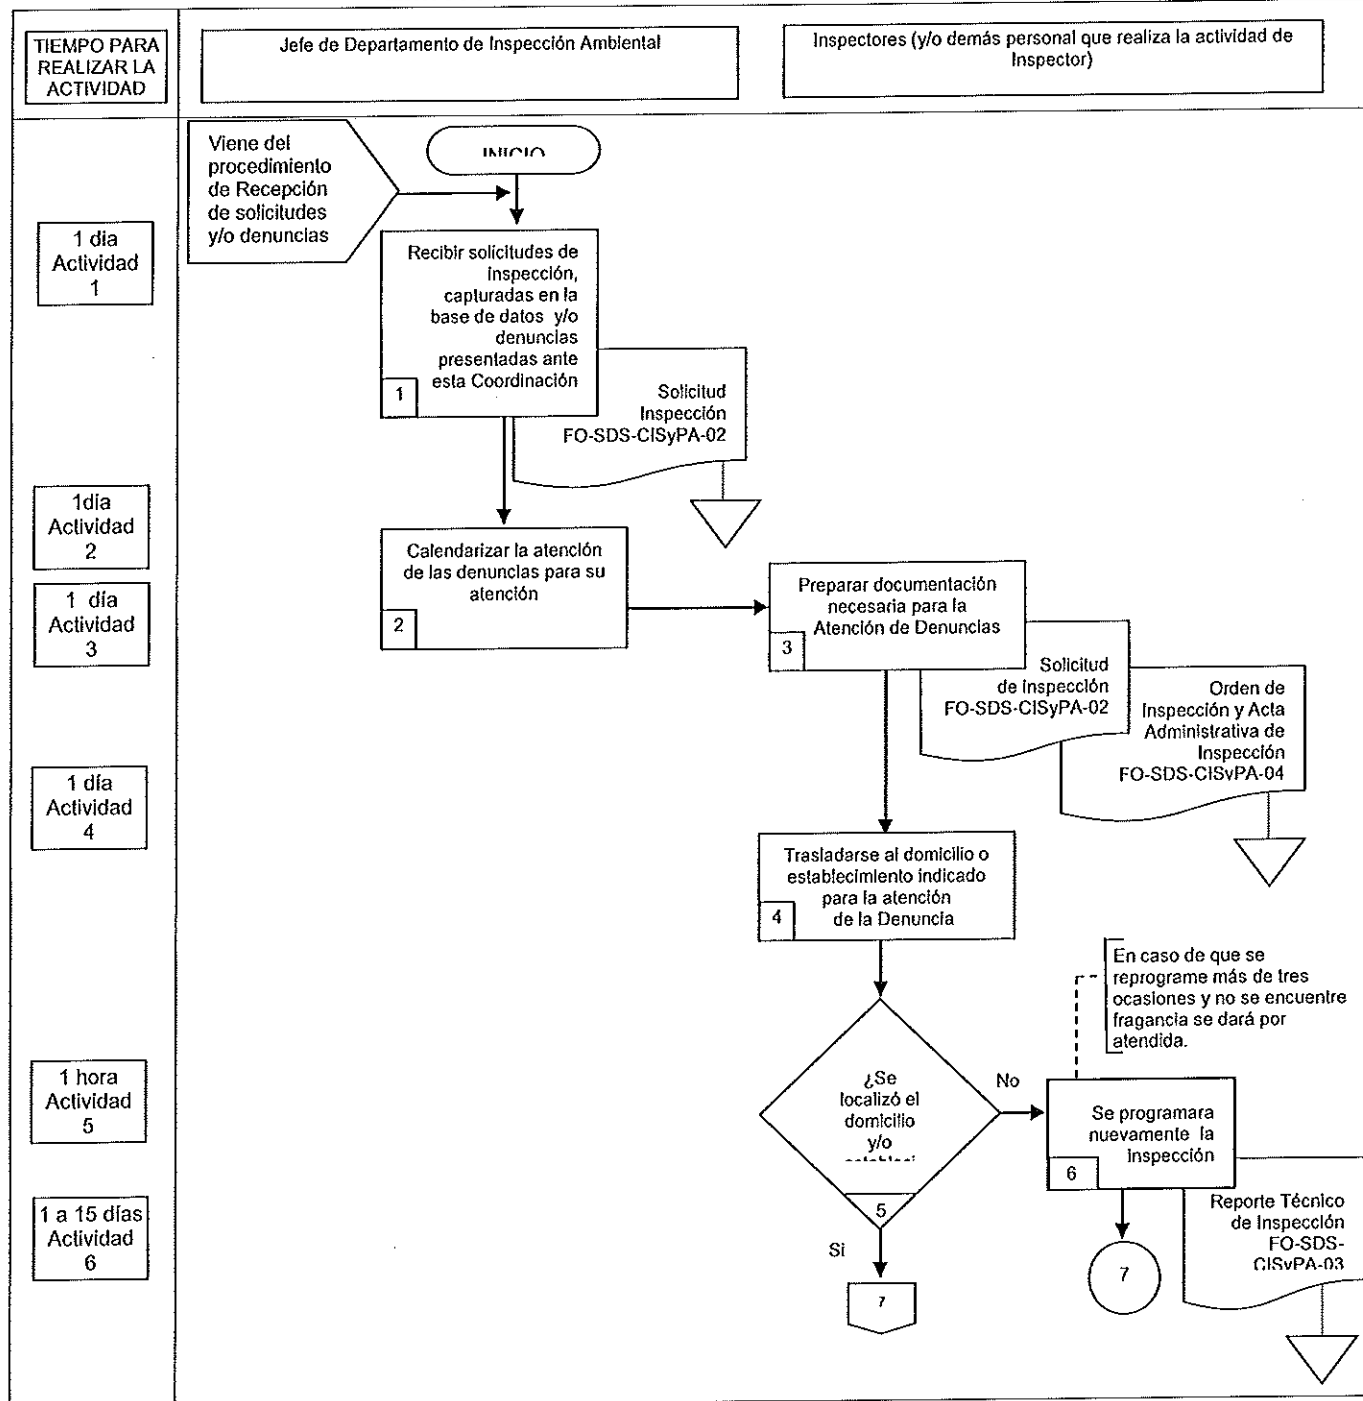 TIEMPO PARA
REALIZAR LA
ACTIVIDAD
Jefe de Departamento de Inspección Ambiental
Inspectores (y/o demás personal que realiza la actividad de
Inspector)
Viene del
procedimiento
de Recepción
de solicitudes
y/o denuncias
INICIO
1 dia
Actividad
1
Recibir solicitudes de
inspección,
capturadas en la
base de datos y/o
denuncias
presentadas ante
esta Coordinación
1
Solicitud
Inspección
FO-SDS-CISyPA-02
1día
Actividad
2
Calendarizar la atención
de las denuncias para su
atención
2
1 día
Actividad
3
Preparar documentación
necesaria para la
Atención de Denuncias
3
Solicitud
de inspección
FO-SDS-CISyPA-02
Orden de
Inspección y Acta
Administrativa de
Inspección
FO-SDS-CISvPA-04
1 día
Actividad
4
Trasladarse al domicilio o
establecimiento indicado
para la atención
de la Denuncia
4
En caso de que se
reprograme más de tres
ocasiones y no se encuentre
fragancia se dará por
atendida.
1 hora
Actividad
5
¿Se
localizó el
domicilio
y/o
5
No
Si
7
Se programara
nuevamente la
inspección
6
1 a 15 días
Actividad
6
Reporte Técnico
de Inspección
FO-SDS-
CISvPA-03
7